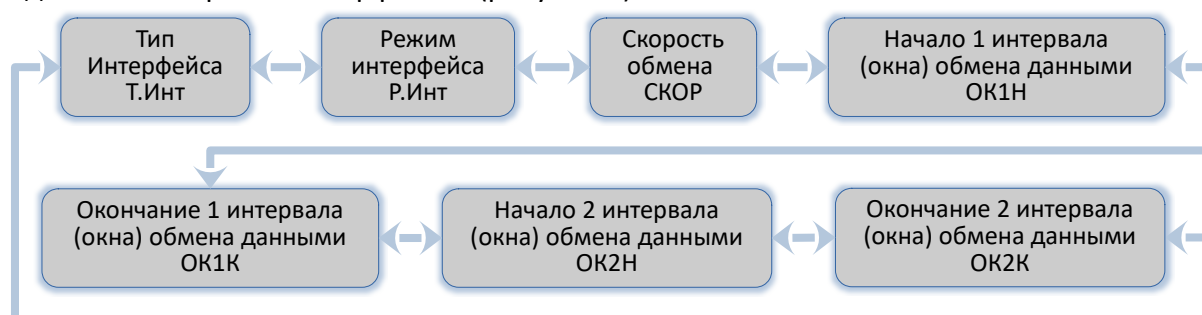 Тип
Интерфейса
Т.Инт
Режим
интерфейса
Р.Инт
Скорость
обмена
СКОР
Начало 1 интервала
(окна) обмена данными
ОК1Н
Окончание 1 интервала
(окна) обмена данными
ОК1К
Начало 2 интервала
(окна) обмена данными
ОК2Н
Окончание 2 интервала
(окна) обмена данными
ОК2К